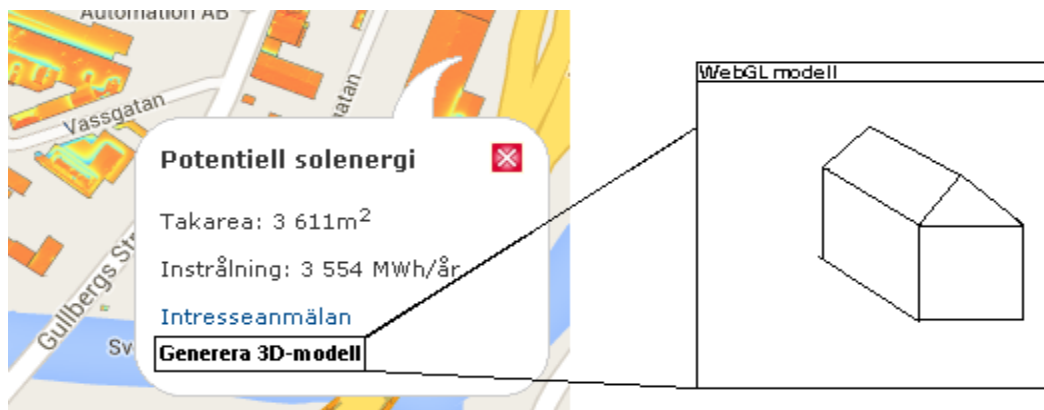 Automation AB
WebGL modell
Vassgatan
Potentiell solenergi
Takarea: 3 611m²
Instrålning: 3 554 MWh/år
Intresseanmälan
Generera 3D-modell
Gullbergs Str
Sv
atan